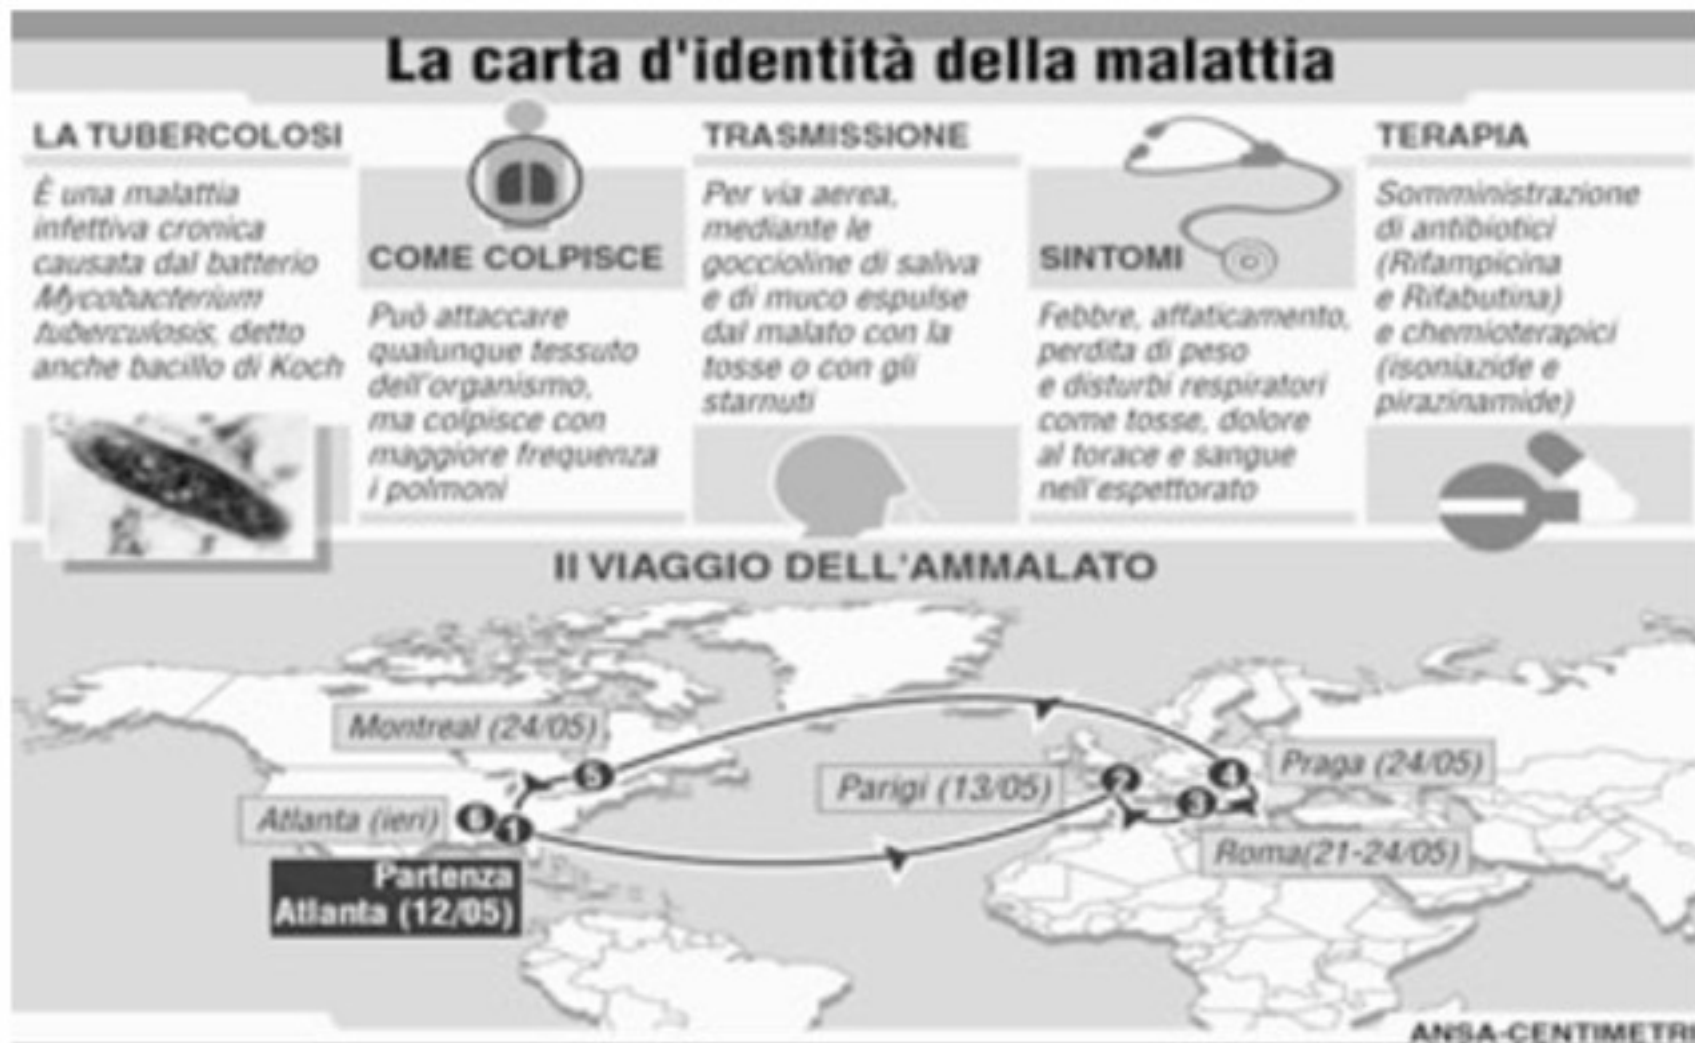 La carta d'identità della malattia
LA TUBERCOLOSI
È una malattia
infettiva cronica
causata dal batterio
Mycobacterium
tuberculosis, detto
anche bacillo di Koch
COME COLPISCE
Può attaccare
qualunque tessuto
dell'organismo,
ma colpisce con
maggiore frequenza
i polmoni
TRASMISSIONE
Per via aerea,
mediante le
goccioline di saliva
e di muco espulse
dal malato con la
tosse o con gli
starnuti
SINTOMI
Febbre, affaticamento,
perdita di peso
e disturbi respiratori
come tosse, dolore
al torace e sangue
nell'espettorato
TERAPIA
Somministrazione
di antibiotici
(Rifampicina
e Rifabutina)
e chemioterapici
(isoniazide e
pirazinamide)
Il VIAGGIO DELL'AMMALATO
Montreal (24/05)
5
Praga (24/05)
4
Parigi (13/05)
2
3
Atlanta (ieri)
6
1
Roma(21-24/05)
Partenza
Atlanta (12/05)
ANSA-CENTIMETRI